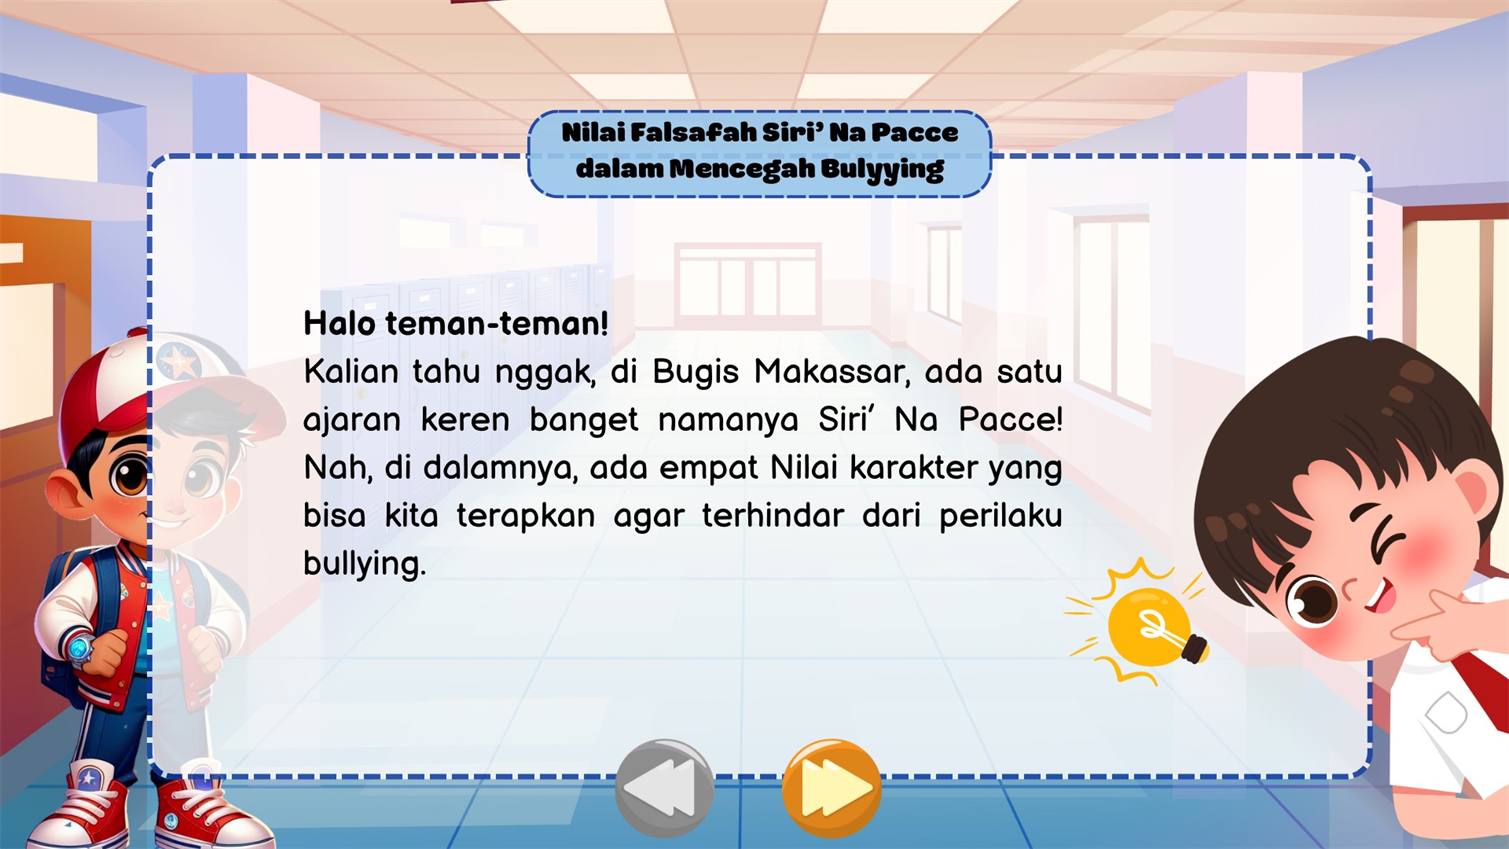 Nilai Falsafah Siri’ Na Pacce
dalam Mencegah Bulyying
Halo teman-teman!
Kalian tahu nggak, di Bugis Makassar, ada satu
ajaran keren banget namanya Siri’ Na Pacce!
Nah, di dalamnya, ada empat Nilai karakter yang
bisa kita terapkan agar terhindar dari perilaku
bullying.